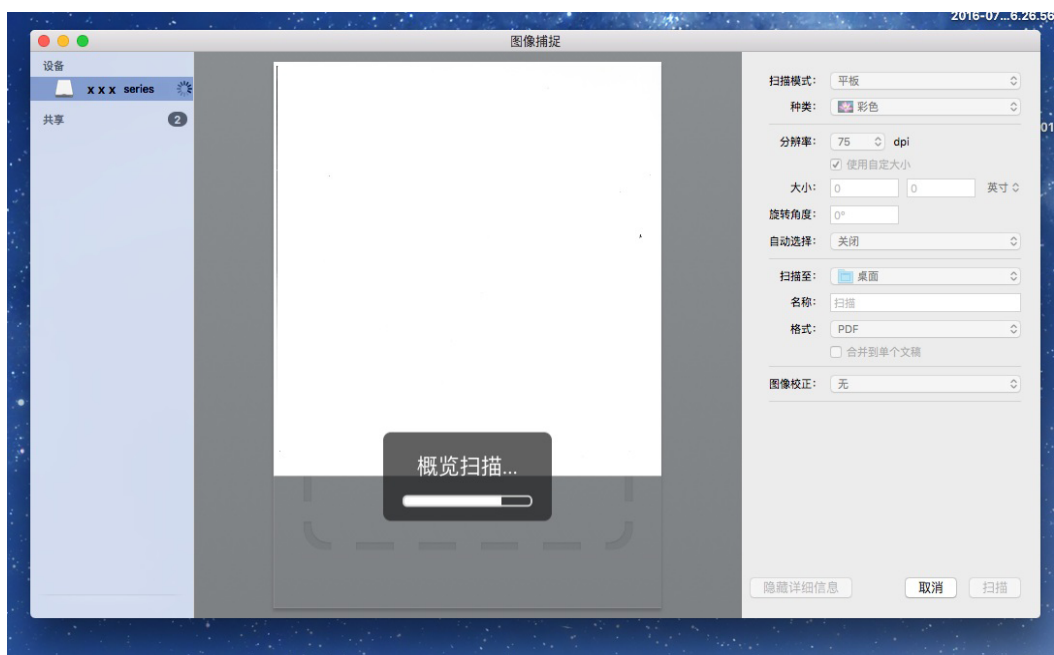 2016-07...6.26.56
图像捕捉
设备
x x x series
共享 2
扫描模式: 平板
种类: 彩色
分辨率: 75 dpi
使用自定大小
大小: 0 0 英寸
旋转角度: 0°
自动选择: 关闭
扫描至: 桌面
名称: 扫描
格式: PDF
合并到单个文稿
图像校正: 无
概览扫描...
隐藏详细信息 取消 扫描
01